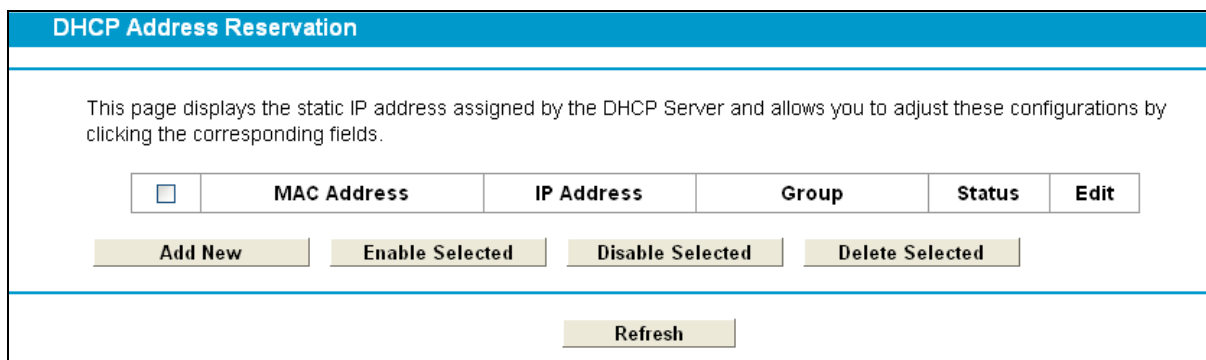 DHCP Address Reservation
This page displays the static IP address assigned by the DHCP Server and allows you to adjust these configurations by
clicking the corresponding fields.
MAC Address IP Address Group Status Edit
Add New Enable Selected Disable Selected Delete Selected
Refresh